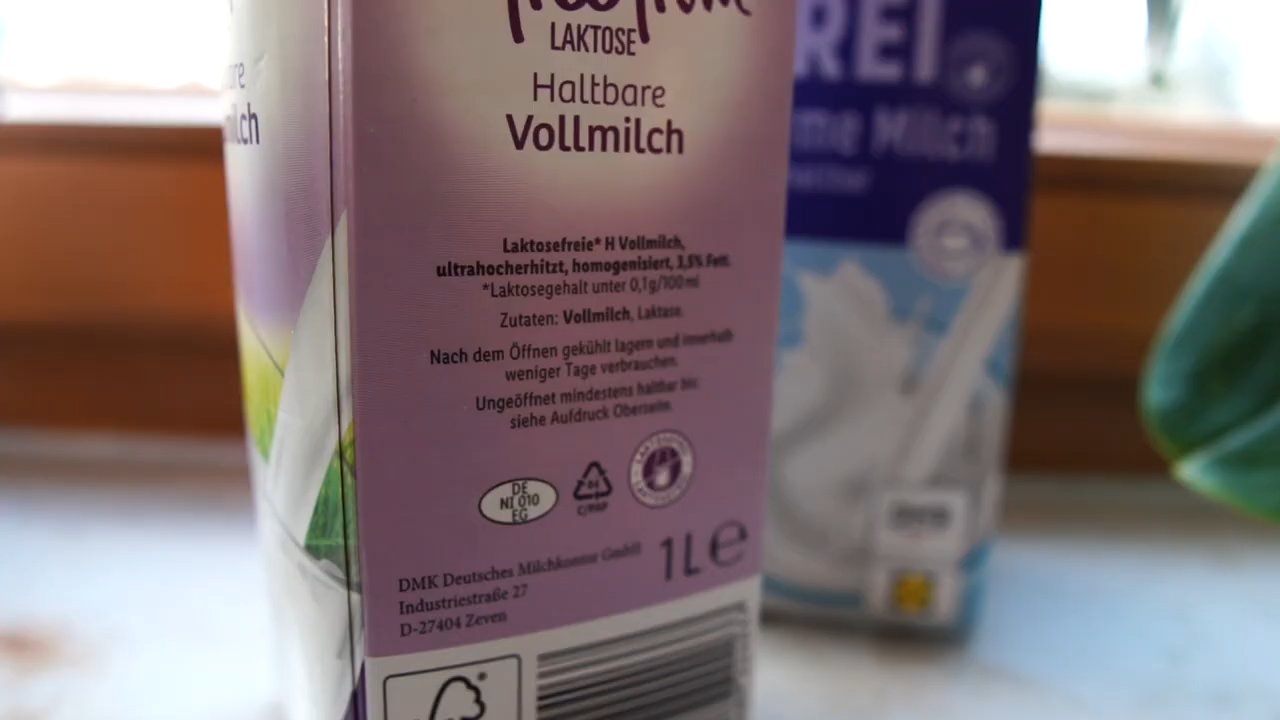 LAKTOSE
Haltbare
Vollmilch
Laktosefreie* H Vollmilch,
ultrahocherhitzt, homogenisiert, 3,8% Fett.
*Laktosegehalt unter 0,1g/100ml
Zutaten: Vollmilch, Laktase.
Nach dem Öffnen gekühlt lagern und innerhalb
weniger Tage verbrauchen.
Ungeöffnet mindestens haltbar bis:
siehe Aufdruck Oberseite.
DE
NI 010
EG
C/PAP
1L e
DMK Deutsches Milchkontor GmbH
Industriestraße 27
D-27404 Zeven
REI
me Milch